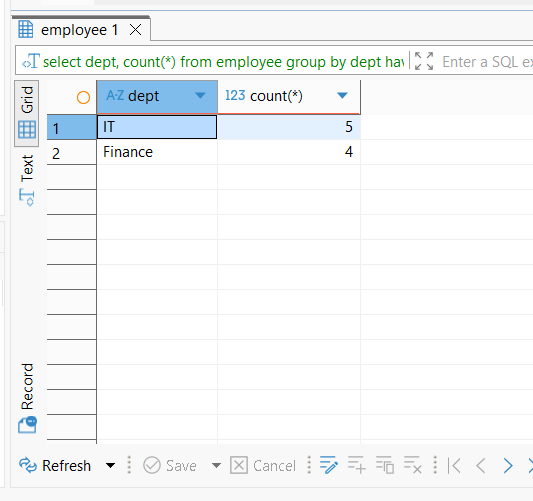 employee 1
select dept, count(*) from employee group by dept hav
Enter a SQL ex
Grid
A-Z dept
123 count(*)
1 IT 5
2 Finance 4
Text
Record
Refresh Save Cancel